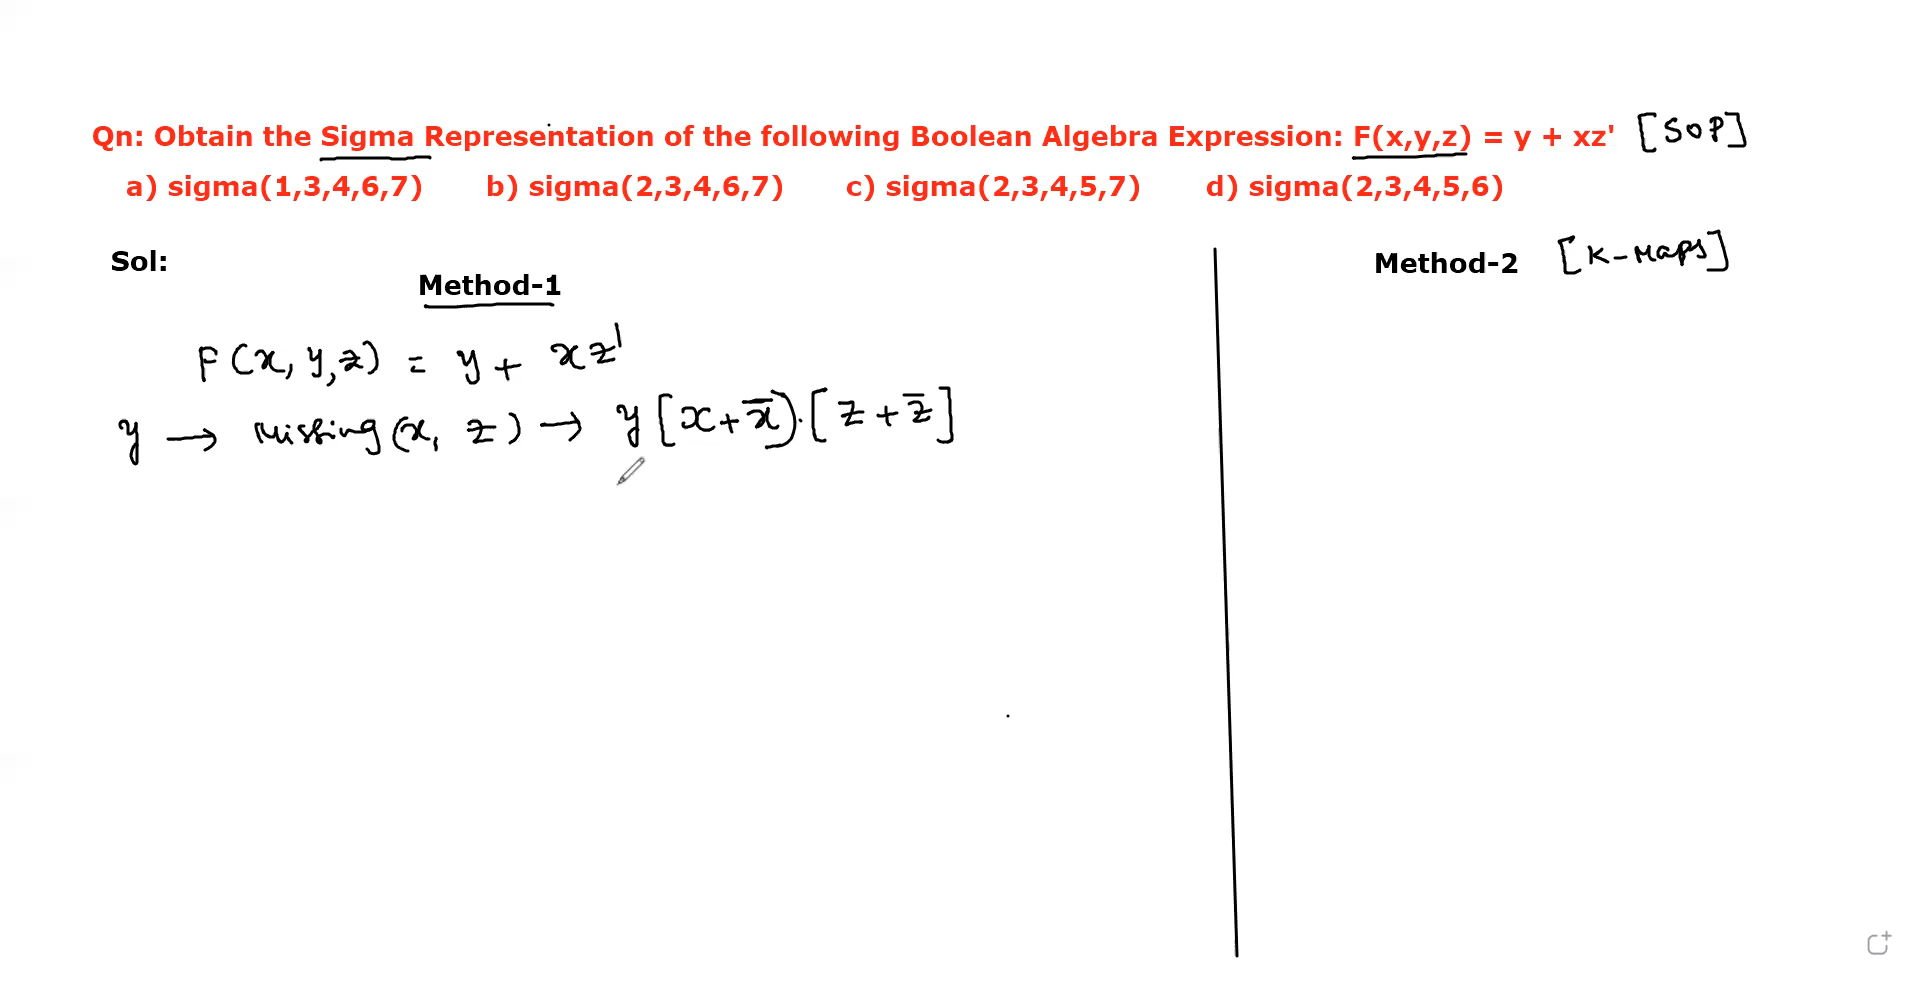 Qn: Obtain the Sigma Representation of the following Boolean Algebra Expression: F(x,y,z) = y + xz' [SOP]
a) sigma(1,3,4,6,7) b) sigma(2,3,4,6,7) c) sigma(2,3,4,5,7) d) sigma(2,3,4,5,6)
Sol:
Method-1
F(x, y, z) = y + xz'
y → Missing(x, z) → y[x+x̅)·[z+z̅]
Method-2 [K-Maps]